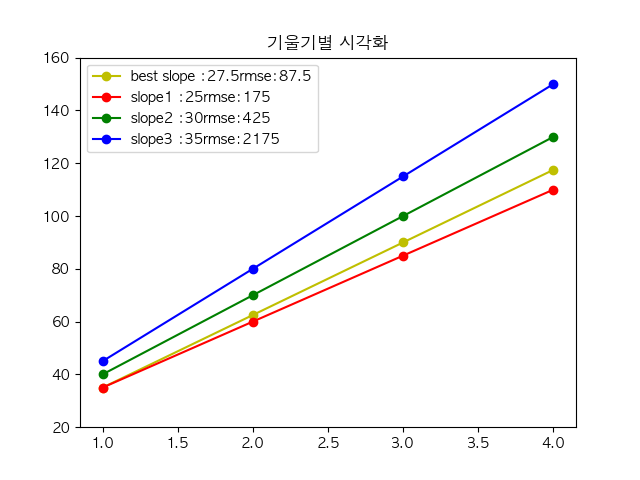 기울기별 시각화
160
140
120
100
80
60
40
20
best slope :27.5rmse:87.5
slope1 :25rmse:175
slope2 :30rmse:425
slope3 :35rmse:2175
1.0 1.5 2.0 2.5 3.0 3.5 4.0